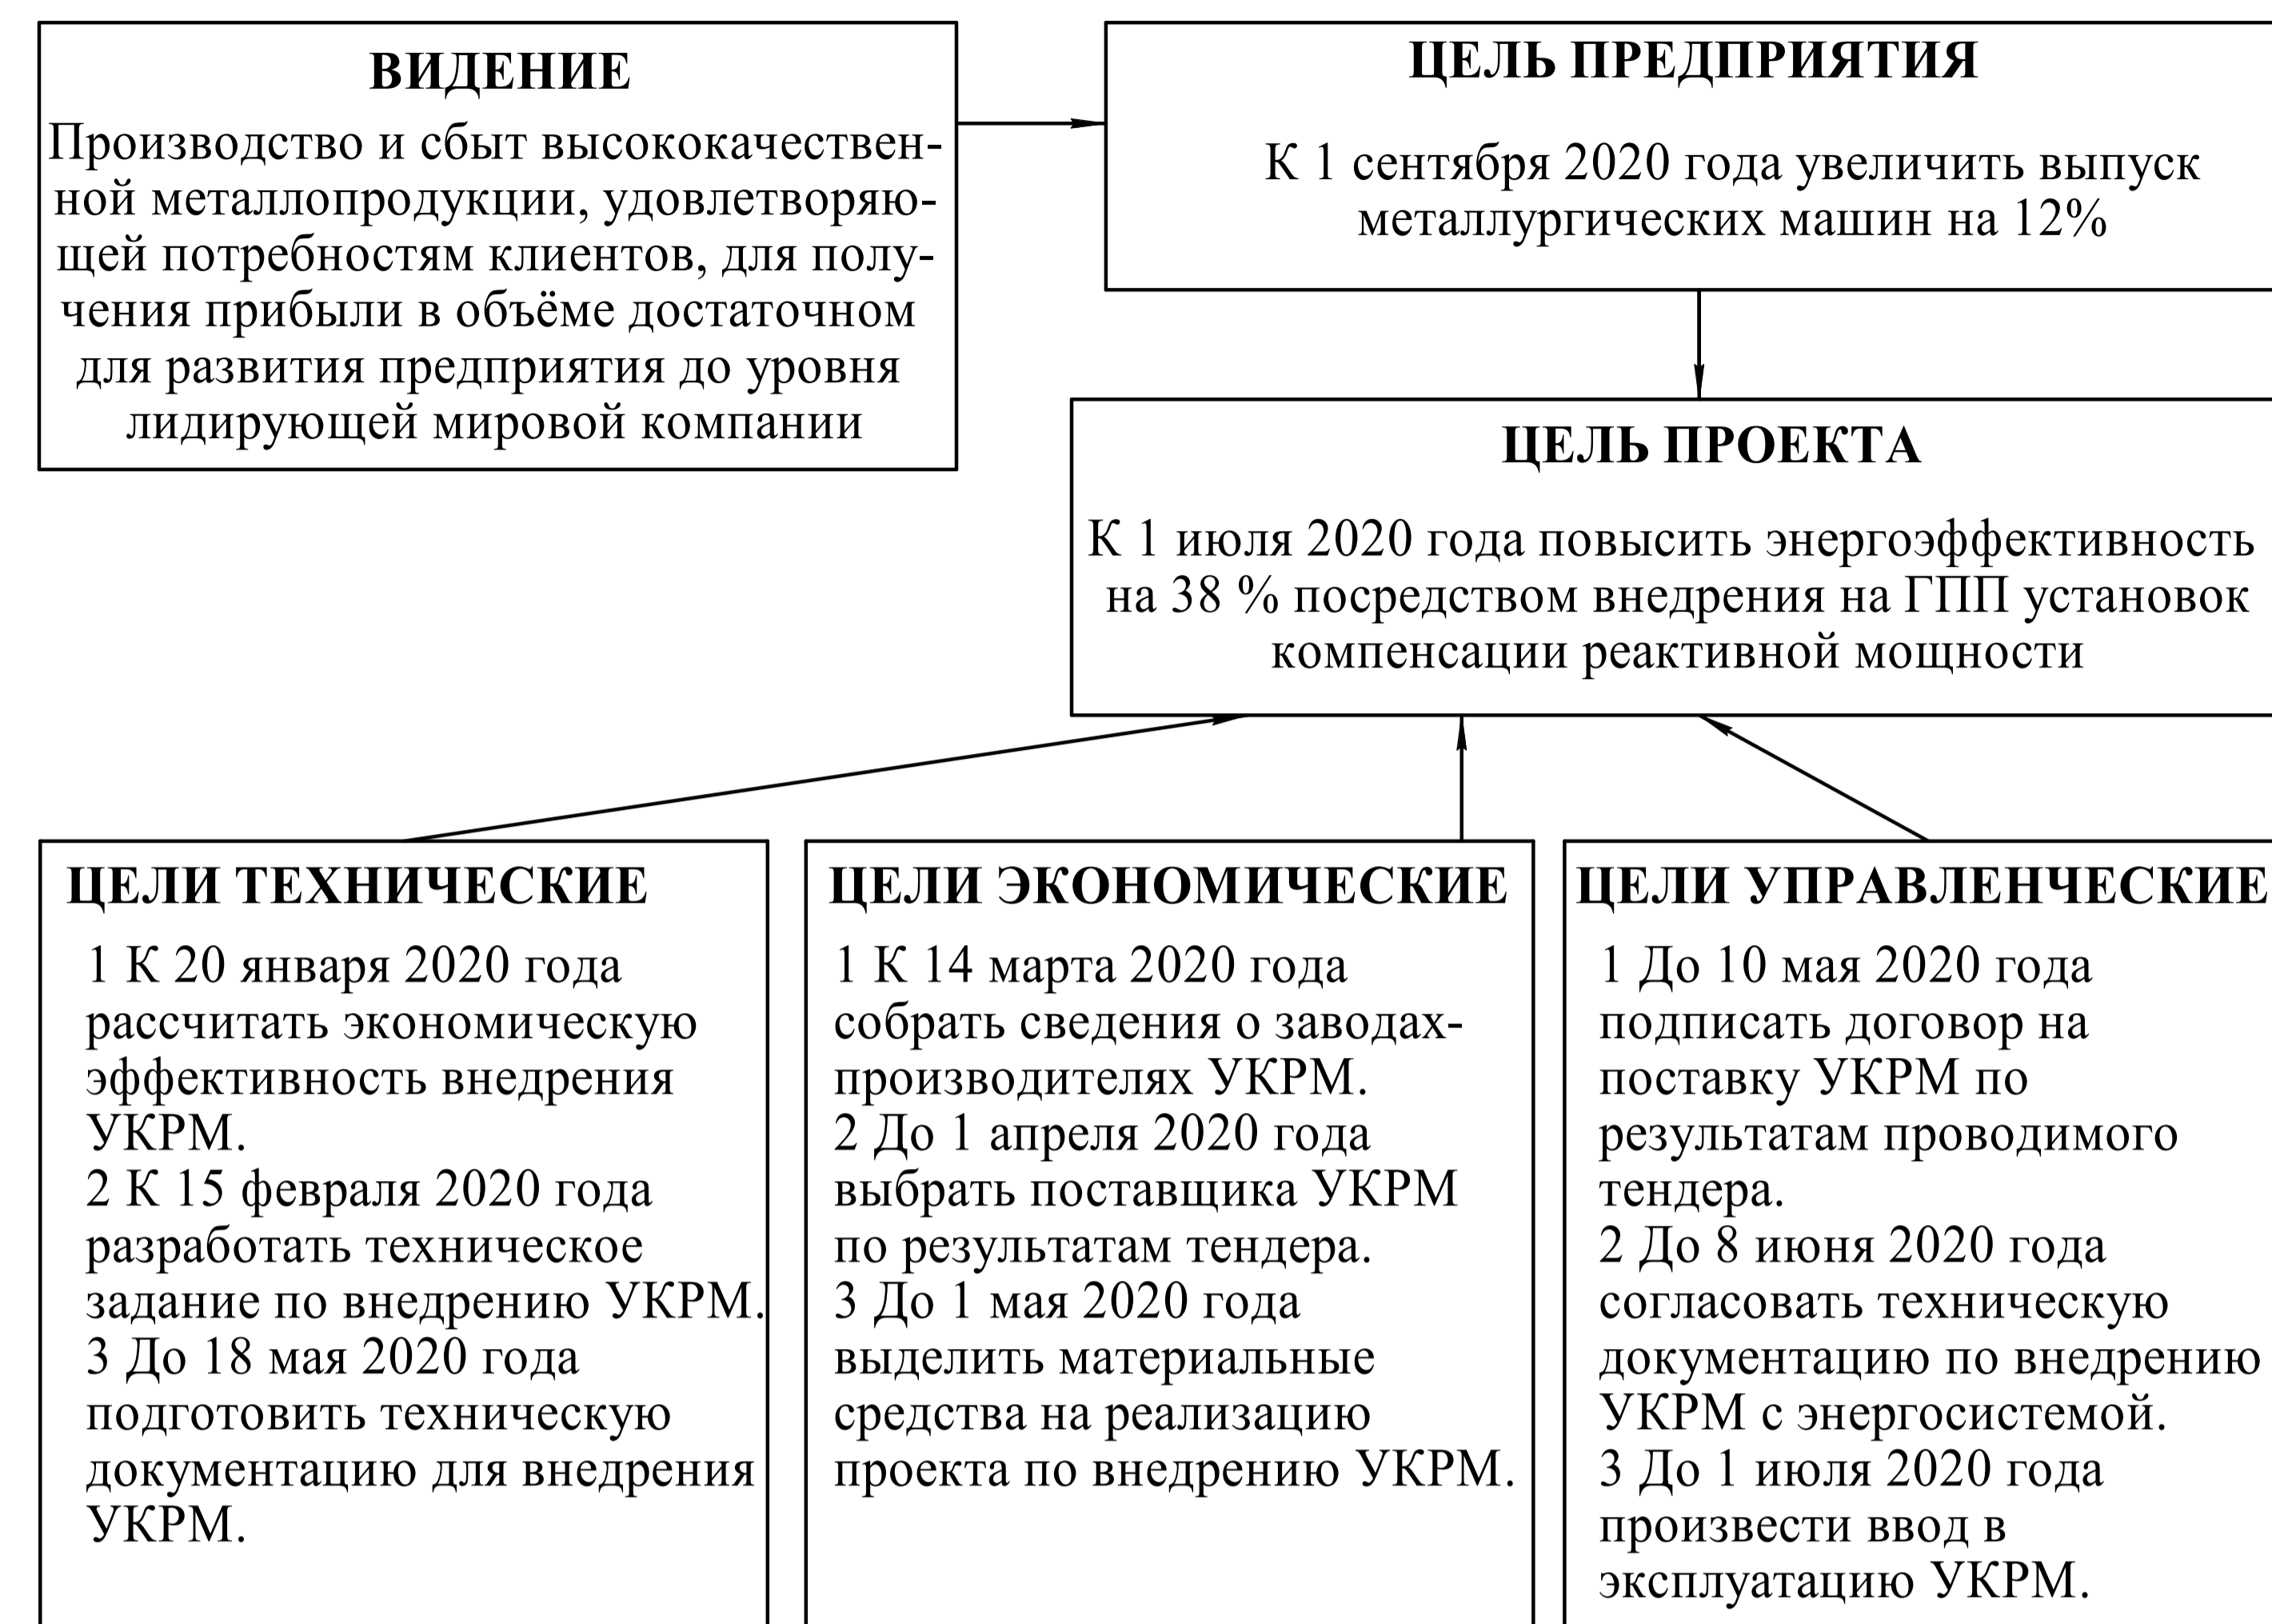 ВИДЕНИЕ
Производство и сбыт высококачествен-
ной металлопродукции, удовлетворяю-
щей потребностям клиентов, для полу-
чения прибыли в объёме достаточном
для развития предприятия до уровня
лидирующей мировой компании
ЦЕЛЬ ПРЕДПРИЯТИЯ
К 1 сентября 2020 года увеличить выпуск
металлургических машин на 12%
ЦЕЛЬ ПРОЕКТА
К 1 июля 2020 года повысить энергоэффективность
на 38 % посредством внедрения на ГПП установок
компенсации реактивной мощности
ЦЕЛИ ТЕХНИЧЕСКИЕ
1 К 20 января 2020 года
рассчитать экономическую
эффективность внедрения
УКРМ.
2 К 15 февраля 2020 года
разработать техническое
задание по внедрению УКРМ.
3 До 18 мая 2020 года
подготовить техническую
документацию для внедрения
УКРМ.
ЦЕЛИ ЭКОНОМИЧЕСКИЕ
1 К 14 марта 2020 года
собрать сведения о заводах-
производителях УКРМ.
2 До 1 апреля 2020 года
выбрать поставщика УКРМ
по результатам тендера.
3 До 1 мая 2020 года
выделить материальные
средства на реализацию
проекта по внедрению УКРМ.
ЦЕЛИ УПРАВЛЕНЧЕСКИЕ
1 До 10 мая 2020 года
подписать договор на
поставку УКРМ по
результатам проводимого
тендера.
2 До 8 июня 2020 года
согласовать техническую
документацию по внедрению
УКРМ с энергосистемой.
3 До 1 июля 2020 года
произвести ввод в
эксплуатацию УКРМ.